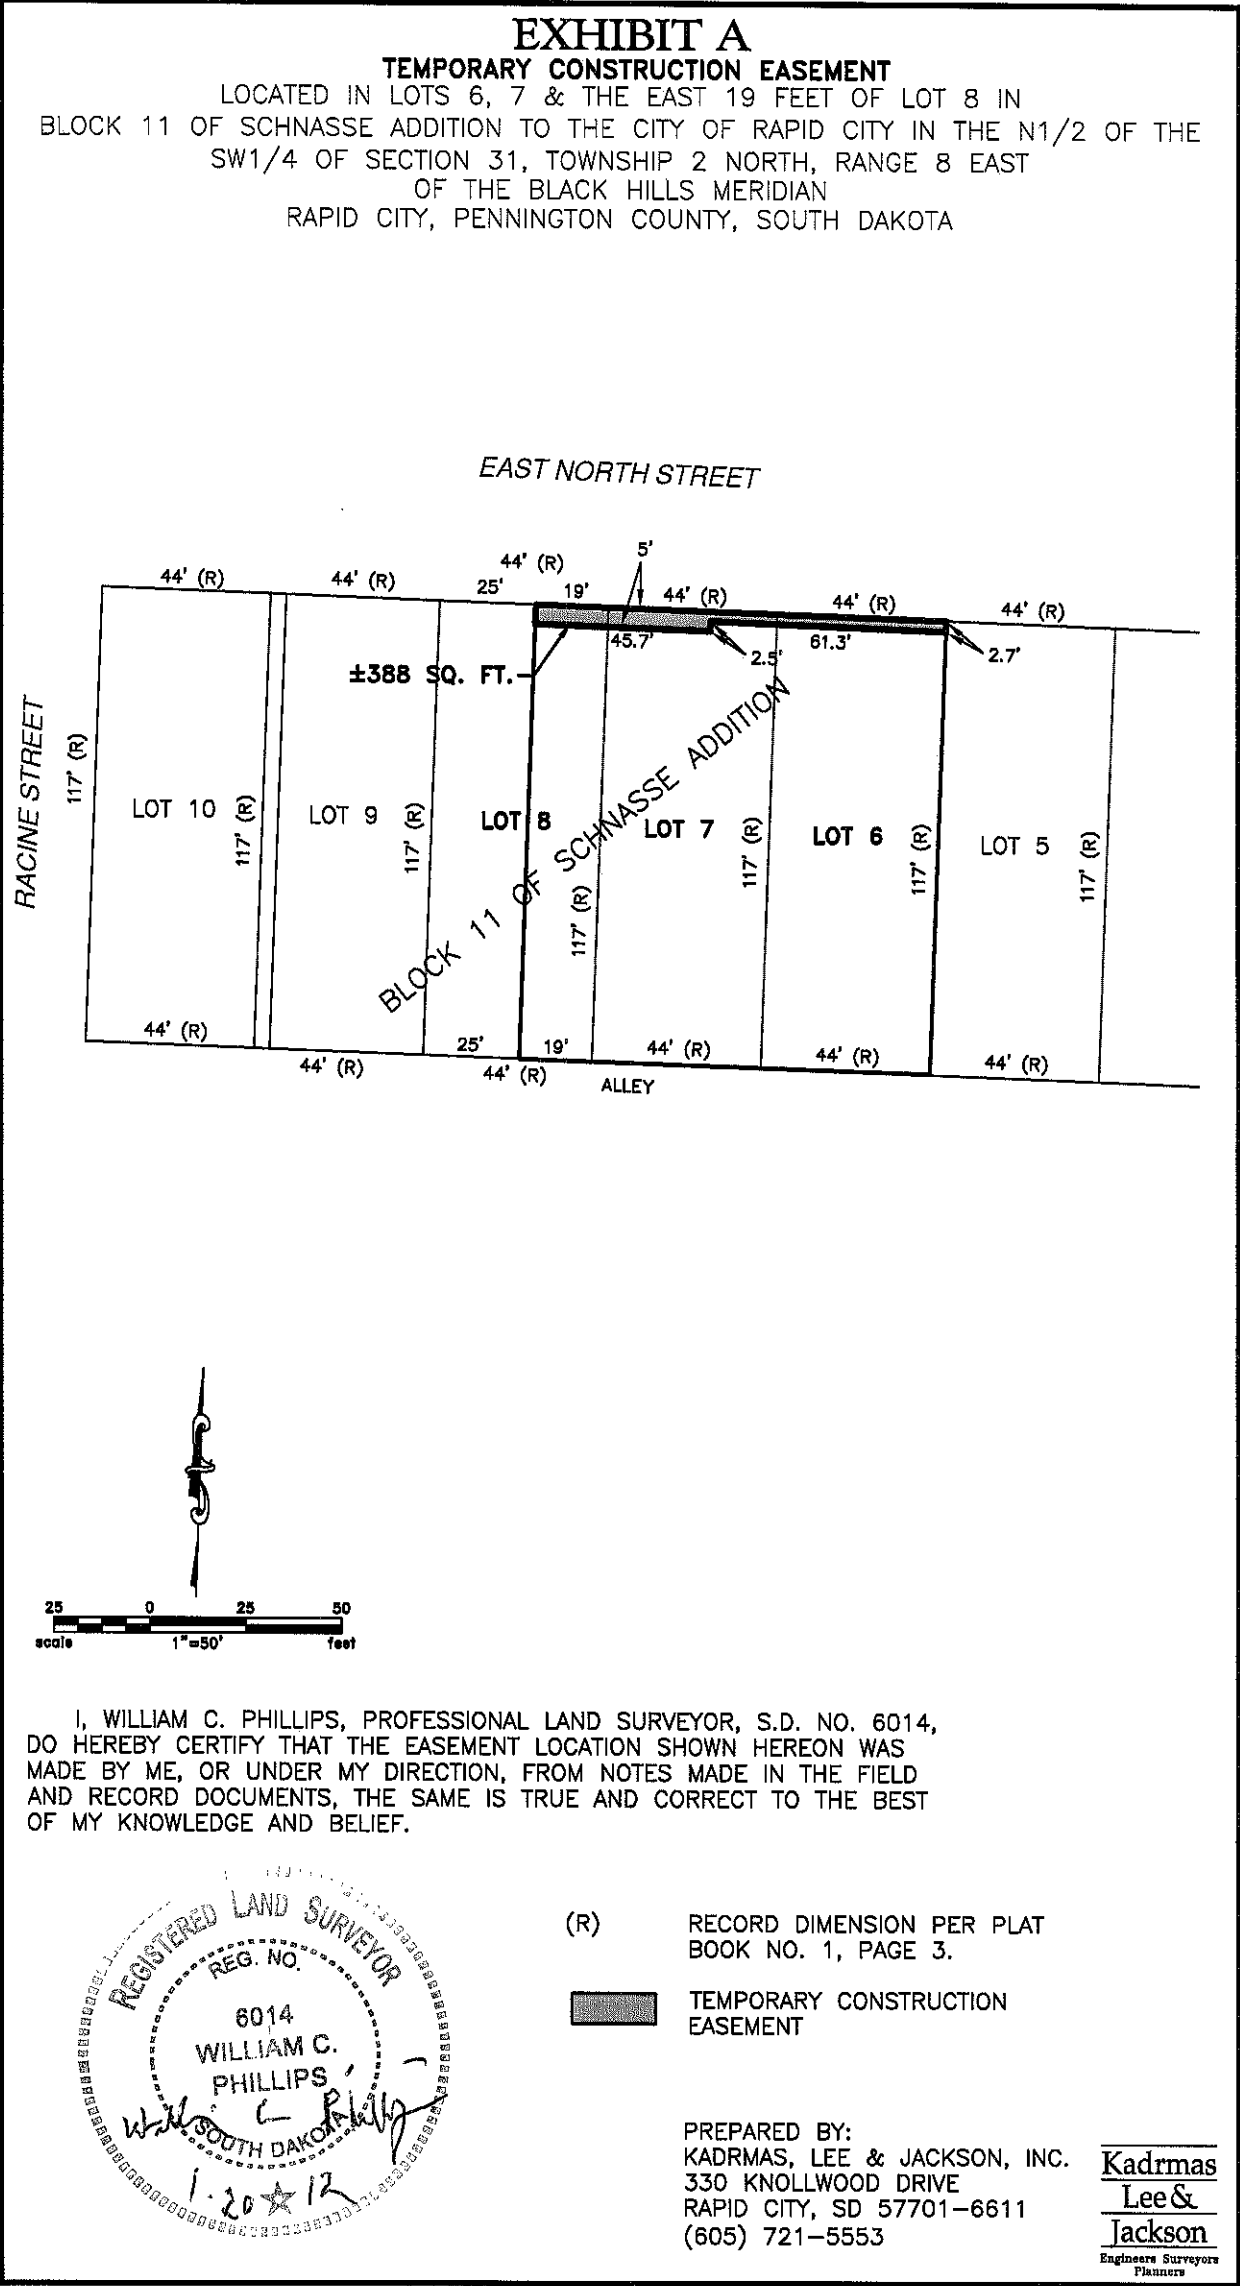 EXHIBIT A
TEMPORARY CONSTRUCTION EASEMENT
LOCATED IN LOTS 6, 7 & THE EAST 19 FEET OF LOT 8 IN
BLOCK 11 OF SCHNASSE ADDITION TO THE CITY OF RAPID CITY IN THE N1/2 OF THE
SW1/4 OF SECTION 31, TOWNSHIP 2 NORTH, RANGE 8 EAST
OF THE BLACK HILLS MERIDIAN
RAPID CITY, PENNINGTON COUNTY, SOUTH DAKOTA
EAST NORTH STREET
44' (R)
44' (R)
25'
44' (R)
19'
5'
44' (R)
44' (R)
44' (R)
45.7'
2.5'
61.3'
2.7'
±388 SQ. FT.
RACINE STREET
117' (R)
LOT 10
117' (R)
LOT 9
117' (R)
LOT 8
117' (R)
LOT 7
117' (R)
LOT 6
117' (R)
LOT 5
117' (R)
BLOCK 11 OF SCHNASSE ADDITION
44' (R)
44' (R)
25'
44' (R)
19'
44' (R)
44' (R)
44' (R)
ALLEY
25 0 25 50
scale 1"=50' feet
I, WILLIAM C. PHILLIPS, PROFESSIONAL LAND SURVEYOR, S.D. NO. 6014,
DO HEREBY CERTIFY THAT THE EASEMENT LOCATION SHOWN HEREON WAS
MADE BY ME, OR UNDER MY DIRECTION, FROM NOTES MADE IN THE FIELD
AND RECORD DOCUMENTS, THE SAME IS TRUE AND CORRECT TO THE BEST
OF MY KNOWLEDGE AND BELIEF.
REGISTERED LAND SURVEYOR
REG. NO.
6014
WILLIAM C.
PHILLIPS
SOUTH DAKOTA
1-20 12
(R) RECORD DIMENSION PER PLAT
BOOK NO. 1, PAGE 3.
TEMPORARY CONSTRUCTION
EASEMENT
PREPARED BY:
KADRMAS, LEE & JACKSON, INC.
330 KNOLLWOOD DRIVE
RAPID CITY, SD 57701-6611
(605) 721-5553
Kadrmas
Lee &
Jackson
Engineers Surveyors
Planners